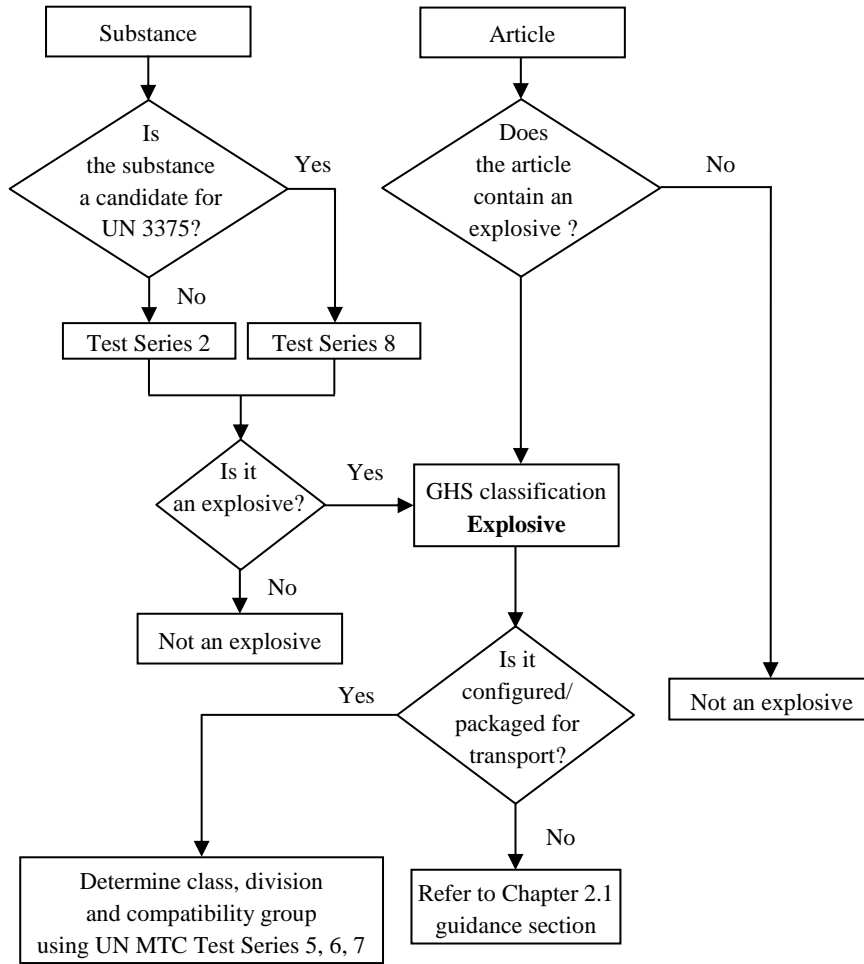 Substance
Article
Is
the substance
a candidate for
UN 3375?
Yes
No
Does
the article
contain an
explosive ?
No
Test Series 2
Test Series 8
Is it
an explosive?
Yes
No
GHS classification
Explosive
Not an explosive
Is it
configured/
packaged for
transport?
Yes
No
Not an explosive
Determine class, division
and compatibility group
using UN MTC Test Series 5, 6, 7
Refer to Chapter 2.1
guidance section